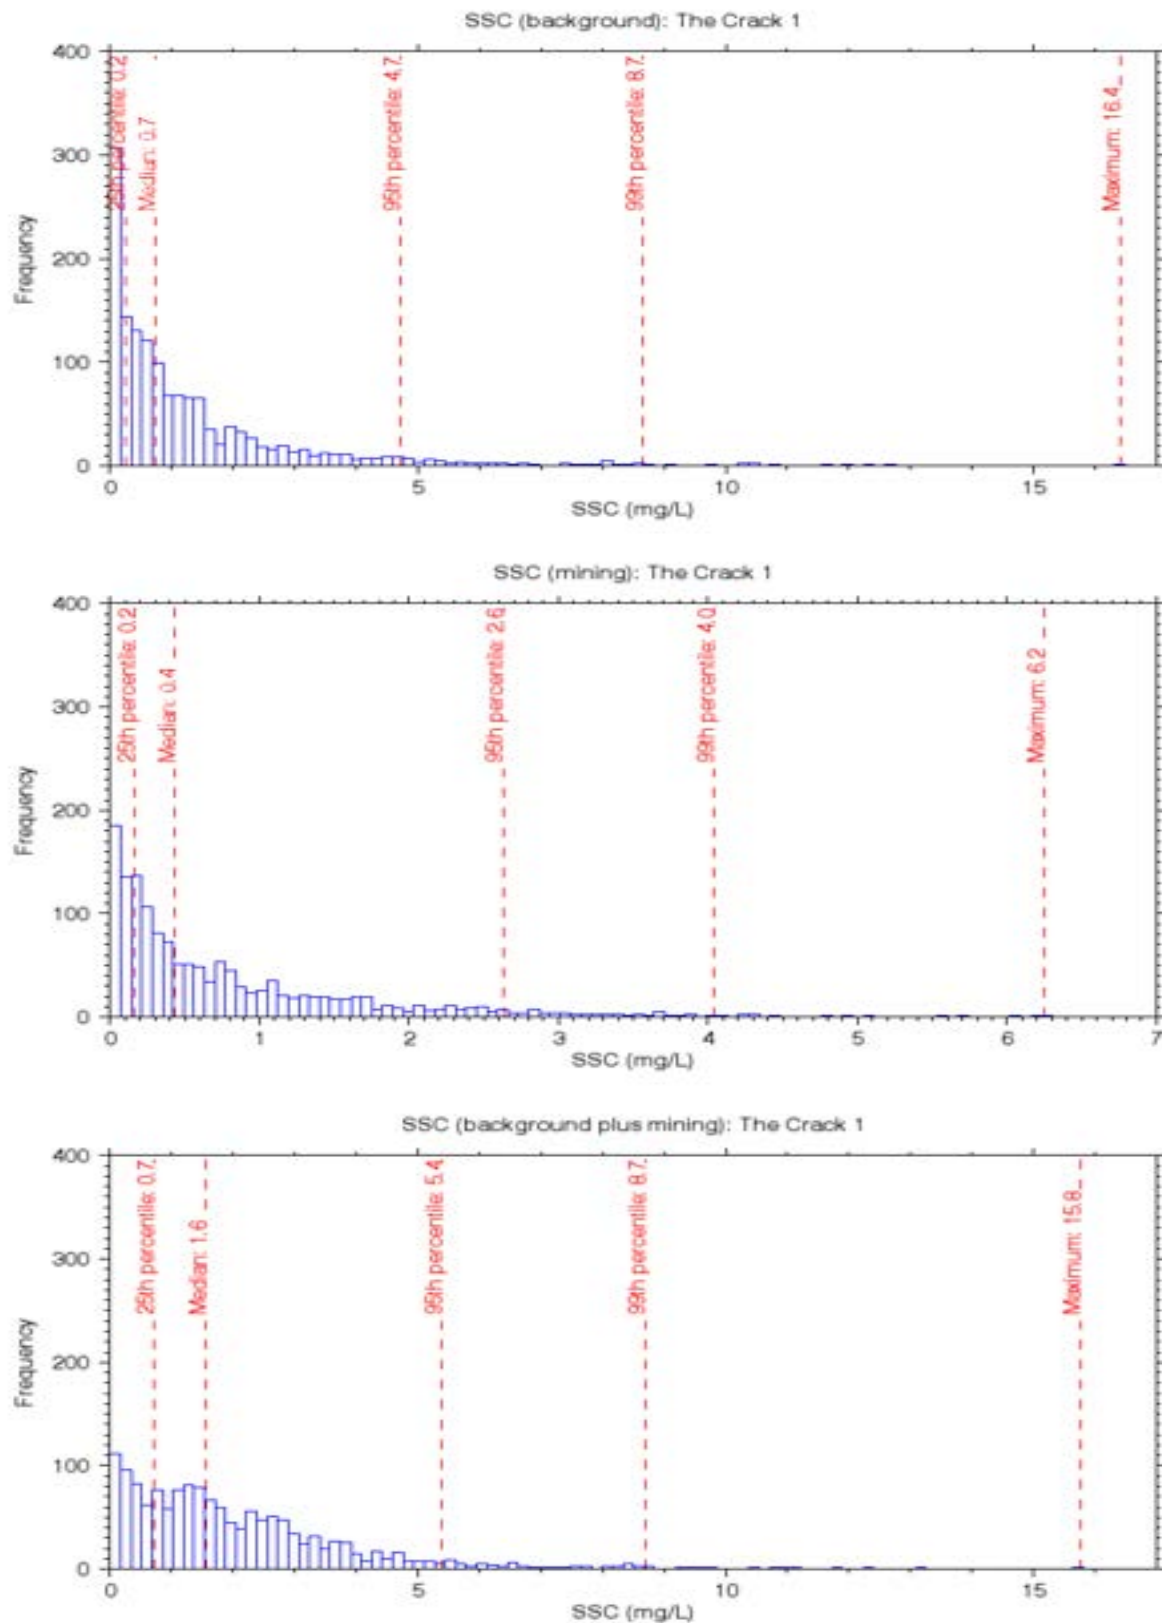 SSC (background): The Crack 1
400
300
200
100
0
Frequency
25th percentile: 0.2
Median: 0.7
95th percentile: 4.7
99th percentile: 8.7
Maximum: 16.4
0 5 10 15
SSC (mg/L)
SSC (mining): The Crack 1
400
300
200
100
0
Frequency
25th percentile: 0.2
Median: 0.4
95th percentile: 2.6
99th percentile: 4.0
Maximum: 6.2
0 1 2 3 4 5 6 7
SSC (mg/L)
SSC (background plus mining): The Crack 1
400
300
200
100
0
Frequency
25th percentile: 0.7
Median: 1.6
95th percentile: 5.4
99th percentile: 8.7
Maximum: 15.8
0 5 10 15
SSC (mg/L)